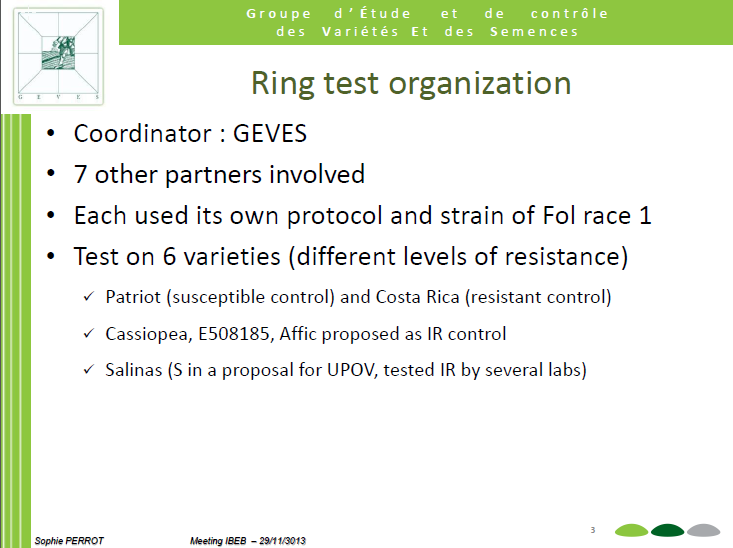 Groupe d'Étude et de contrôle
des Variétés Et des Semences
G E V E S
Ring test organization
• Coordinator : GEVES
• 7 other partners involved
• Each used its own protocol and strain of Fol race 1
• Test on 6 varieties (different levels of resistance)
✓ Patriot (susceptible control) and Costa Rica (resistant control)
✓ Cassiopea, E508185, Affic proposed as IR control
✓ Salinas (S in a proposal for UPOV, tested IR by several labs)
3
Sophie PERROT Meeting IBEB – 29/11/3013